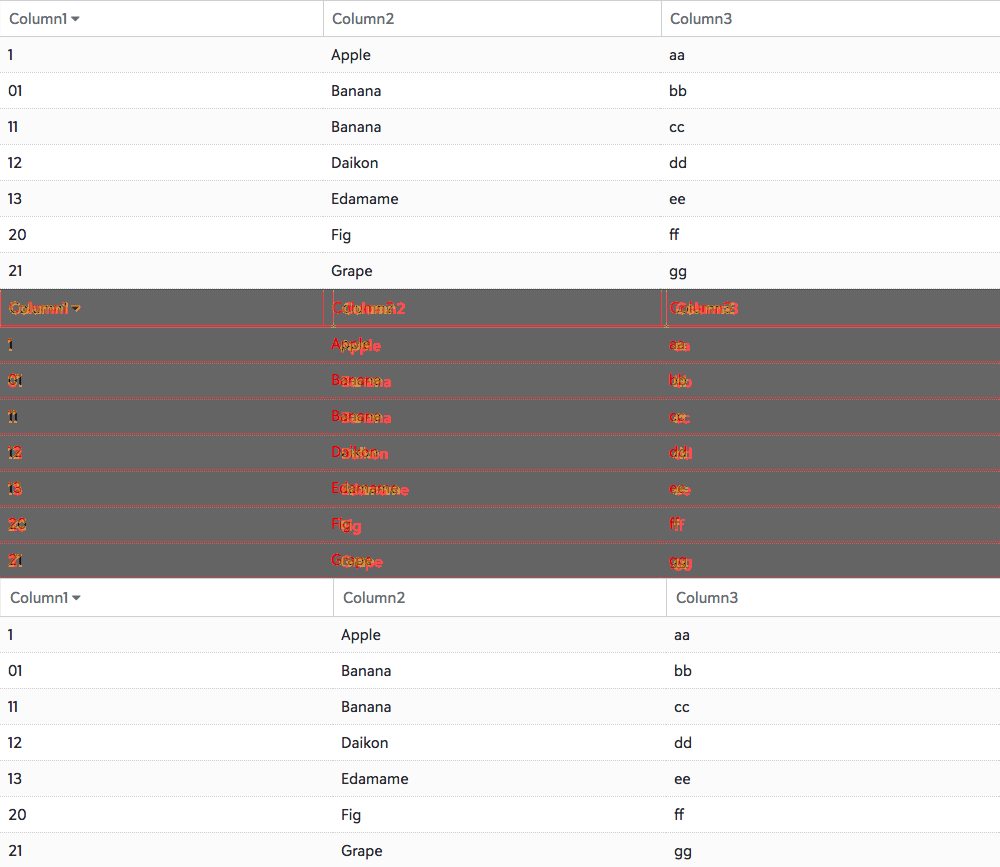 Column1 Column2 Column3
1 Apple aa
01 Banana bb
11 Banana cc
12 Daikon dd
13 Edamame ee
20 Fig ff
21 Grape gg
Column1 Column2 Column3
1 Apple aa
01 Banana bb
11 Banana cc
12 Daikon dd
13 Edamame ee
20 Fig ff
21 Grape gg
Column1 Column2 Column3
1 Apple aa
01 Banana bb
11 Banana cc
12 Daikon dd
13 Edamame ee
20 Fig ff
21 Grape gg